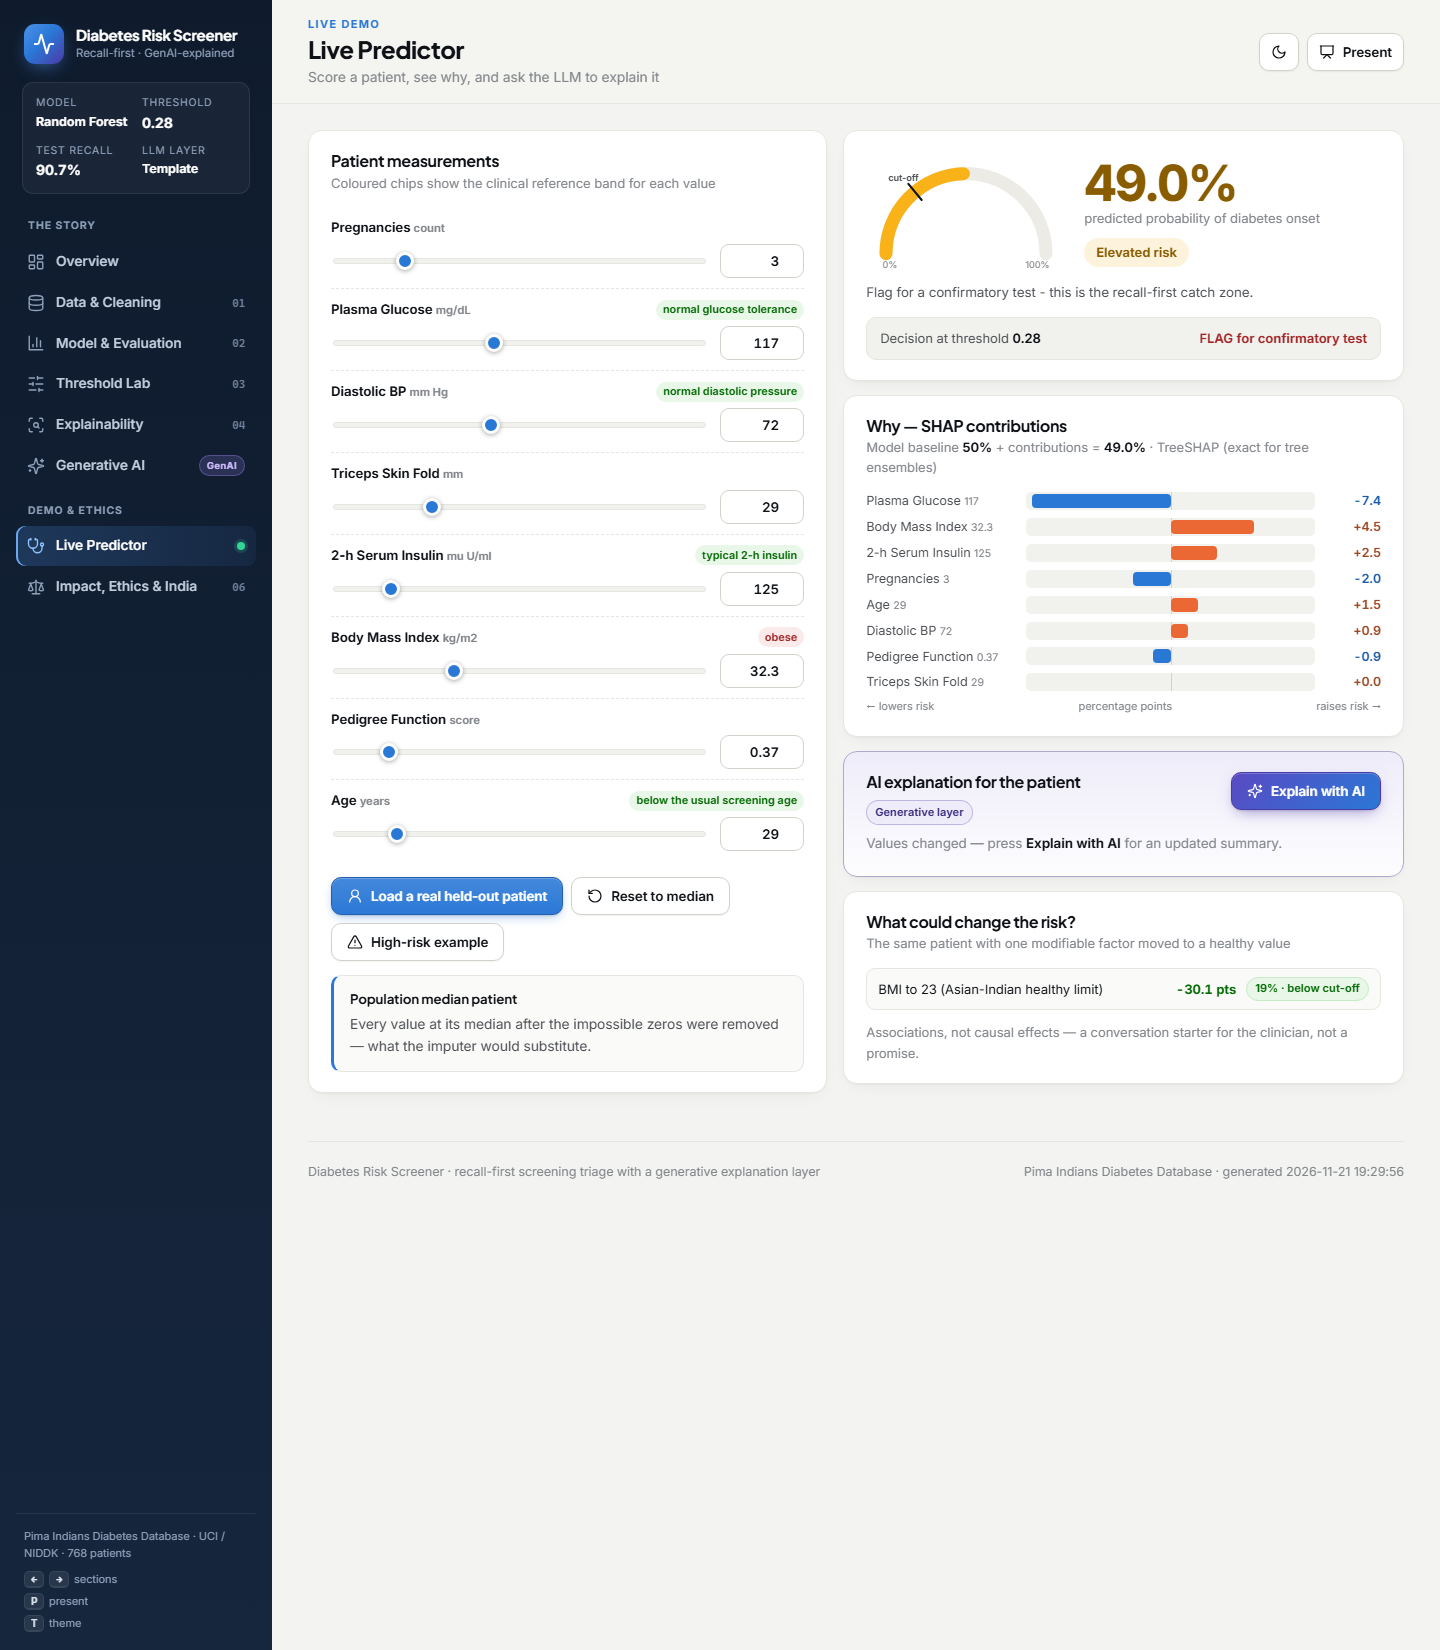 Diabetes Risk Screener
Recall-first · GenAI-explained
MODEL
Random Forest
THRESHOLD
0.28
TEST RECALL
90.7%
LLM LAYER
Template
THE STORY
Overview
Data & Cleaning 01
Model & Evaluation 02
Threshold Lab 03
Explainability 04
Generative AI GenAI
DEMO & ETHICS
Live Predictor
Impact, Ethics & India 06
Pima Indians Diabetes Database · UCI /
NIDDK · 768 patients
← → sections
P present
T theme
LIVE DEMO
Live Predictor
Score a patient, see why, and ask the LLM to explain it
Present
Patient measurements
Coloured chips show the clinical reference band for each value
Pregnancies count
3
Plasma Glucose mg/dL normal glucose tolerance
117
Diastolic BP mm Hg normal diastolic pressure
72
Triceps Skin Fold mm
29
2-h Serum Insulin mu U/ml typical 2-h insulin
125
Body Mass Index kg/m2 obese
32.3
Pedigree Function score
0.37
Age years below the usual screening age
29
Load a real held-out patient
Reset to median
High-risk example
Population median patient
Every value at its median after the impossible zeros were removed
— what the imputer would substitute.
cut-off
0% 100%
49.0%
predicted probability of diabetes onset
Elevated risk
Flag for a confirmatory test - this is the recall-first catch zone.
Decision at threshold 0.28 FLAG for confirmatory test
Why — SHAP contributions
Model baseline 50% + contributions = 49.0% · TreeSHAP (exact for tree
ensembles)
Plasma Glucose 117 -7.4
Body Mass Index 32.3 +4.5
2-h Serum Insulin 125 +2.5
Pregnancies 3 -2.0
Age 29 +1.5
Diastolic BP 72 +0.9
Pedigree Function 0.37 -0.9
Triceps Skin Fold 29 +0.0
← lowers risk percentage points raises risk →
AI explanation for the patient
Generative layer
Explain with AI
Values changed — press Explain with AI for an updated summary.
What could change the risk?
The same patient with one modifiable factor moved to a healthy value
BMI to 23 (Asian-Indian healthy limit) -30.1 pts 19% · below cut-off
Associations, not causal effects — a conversation starter for the clinician, not a
promise.
Diabetes Risk Screener · recall-first screening triage with a generative explanation layer
Pima Indians Diabetes Database · generated 2026-11-21 19:29:56